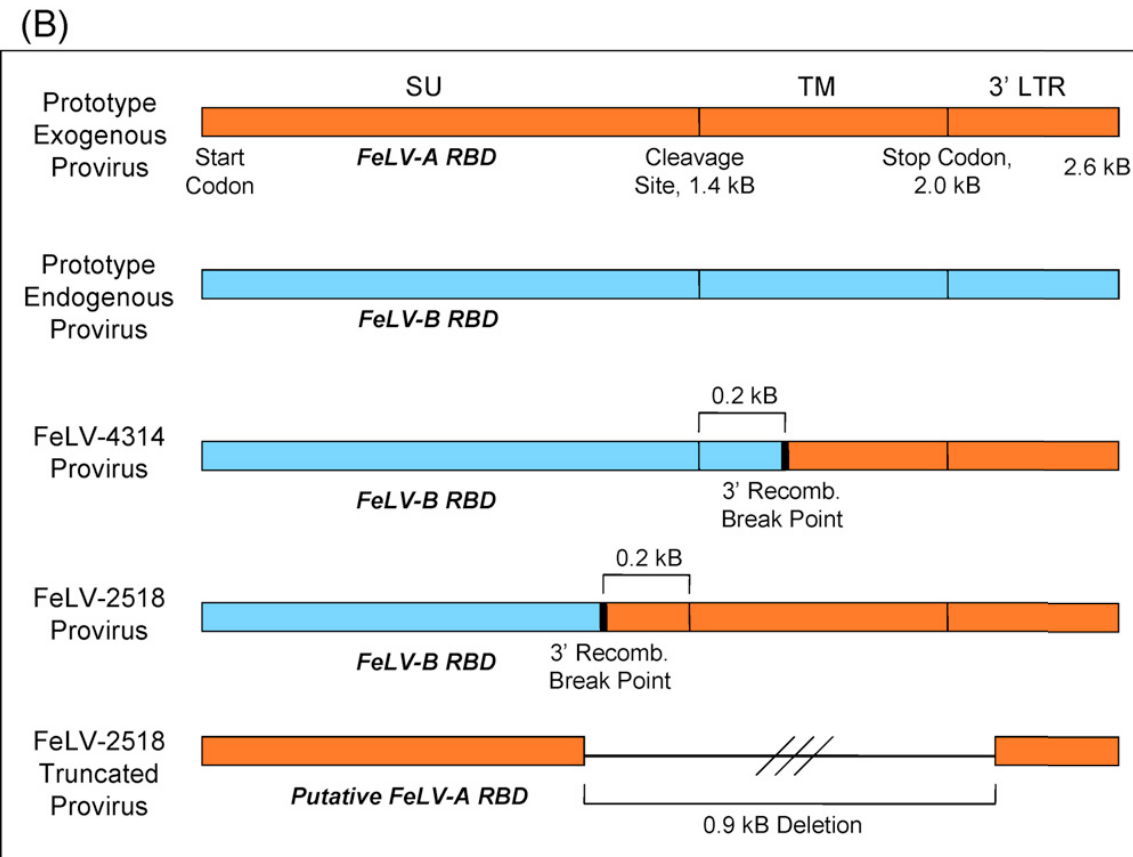 (B)
SU TM 3' LTR
Prototype
Exogenous
Provirus
Start
Codon
FeLV-A RBD
Cleavage
Site, 1.4 kB
Stop Codon,
2.0 kB
2.6 kB
Prototype
Endogenous
Provirus
FeLV-B RBD
0.2 kB
FeLV-4314
Provirus
FeLV-B RBD
3' Recomb.
Break Point
0.2 kB
FeLV-2518
Provirus
FeLV-B RBD
3' Recomb.
Break Point
FeLV-2518
Truncated
Provirus
Putative FeLV-A RBD
0.9 kB Deletion